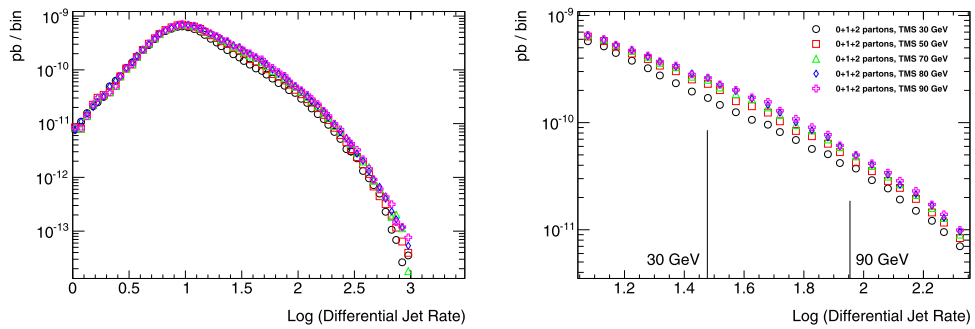 pb / bin
10⁻⁹
10⁻¹⁰
10⁻¹¹
10⁻¹²
10⁻¹³
0 0.5 1 1.5 2 2.5 3
Log (Differential Jet Rate)
pb / bin
10⁻⁹
10⁻¹⁰
10⁻¹¹
0+1+2 partons, TMS 30 GeV
0+1+2 partons, TMS 50 GeV
0+1+2 partons, TMS 70 GeV
0+1+2 partons, TMS 80 GeV
0+1+2 partons, TMS 90 GeV
30 GeV
90 GeV
1.2 1.4 1.6 1.8 2 2.2
Log (Differential Jet Rate)